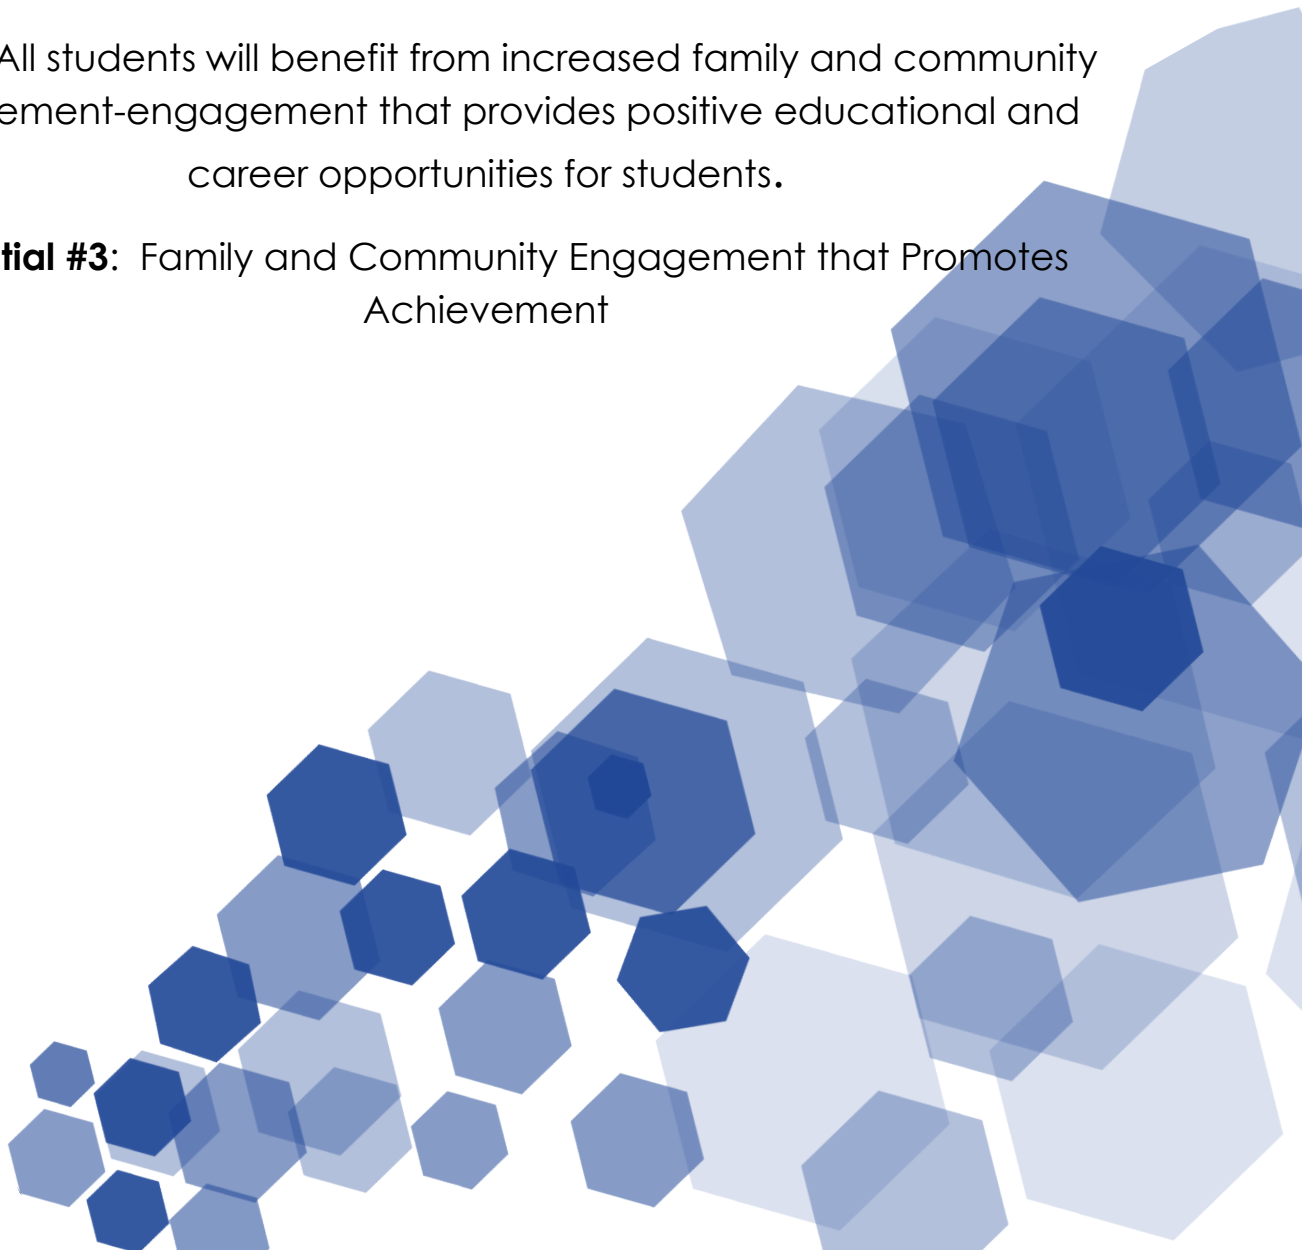 All students will benefit from increased family and community
ement-engagement that provides positive educational and
career opportunities for students.
tial #3: Family and Community Engagement that Promotes
Achievement